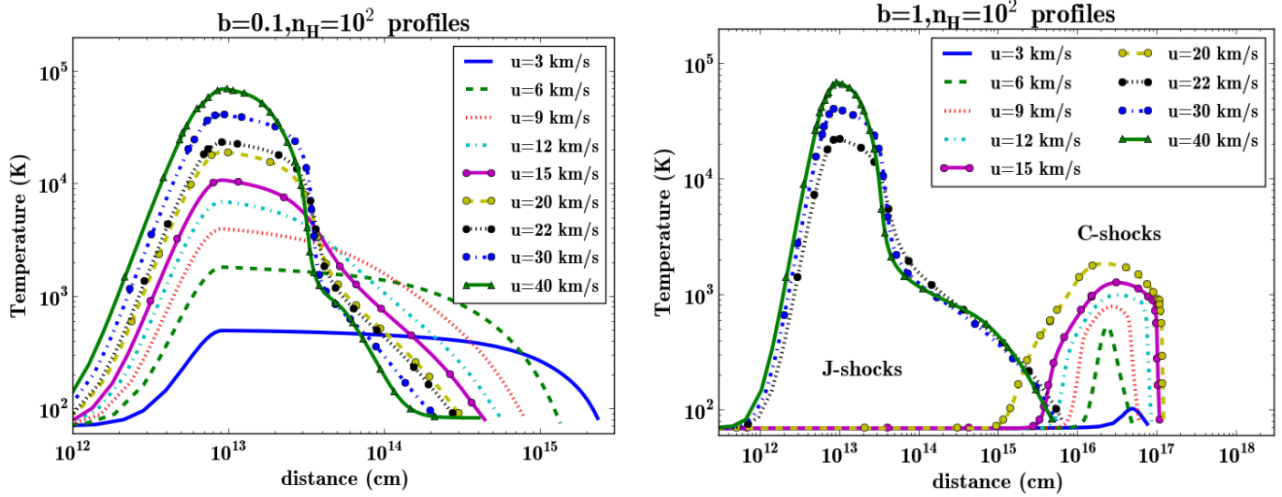 b=0.1,n_H=10^2 profiles
Temperature (K)
10^5
10^4
10^3
10^2
u=3 km/s
u=6 km/s
u=9 km/s
u=12 km/s
u=15 km/s
u=20 km/s
u=22 km/s
u=30 km/s
u=40 km/s
10^12 10^13 10^14 10^15
distance (cm)
b=1,n_H=10^2 profiles
Temperature (K)
10^5
10^4
10^3
10^2
u=3 km/s
u=6 km/s
u=9 km/s
u=12 km/s
u=15 km/s
u=20 km/s
u=22 km/s
u=30 km/s
u=40 km/s
C-shocks
J-shocks
10^12 10^13 10^14 10^15 10^16 10^17 10^18
distance (cm)